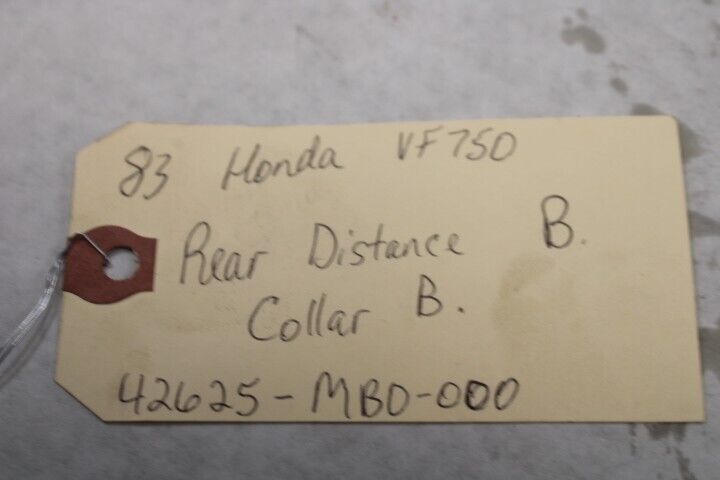 83 Honda VF750
Rear Distance B.
Collar B.
42625-MB0-000